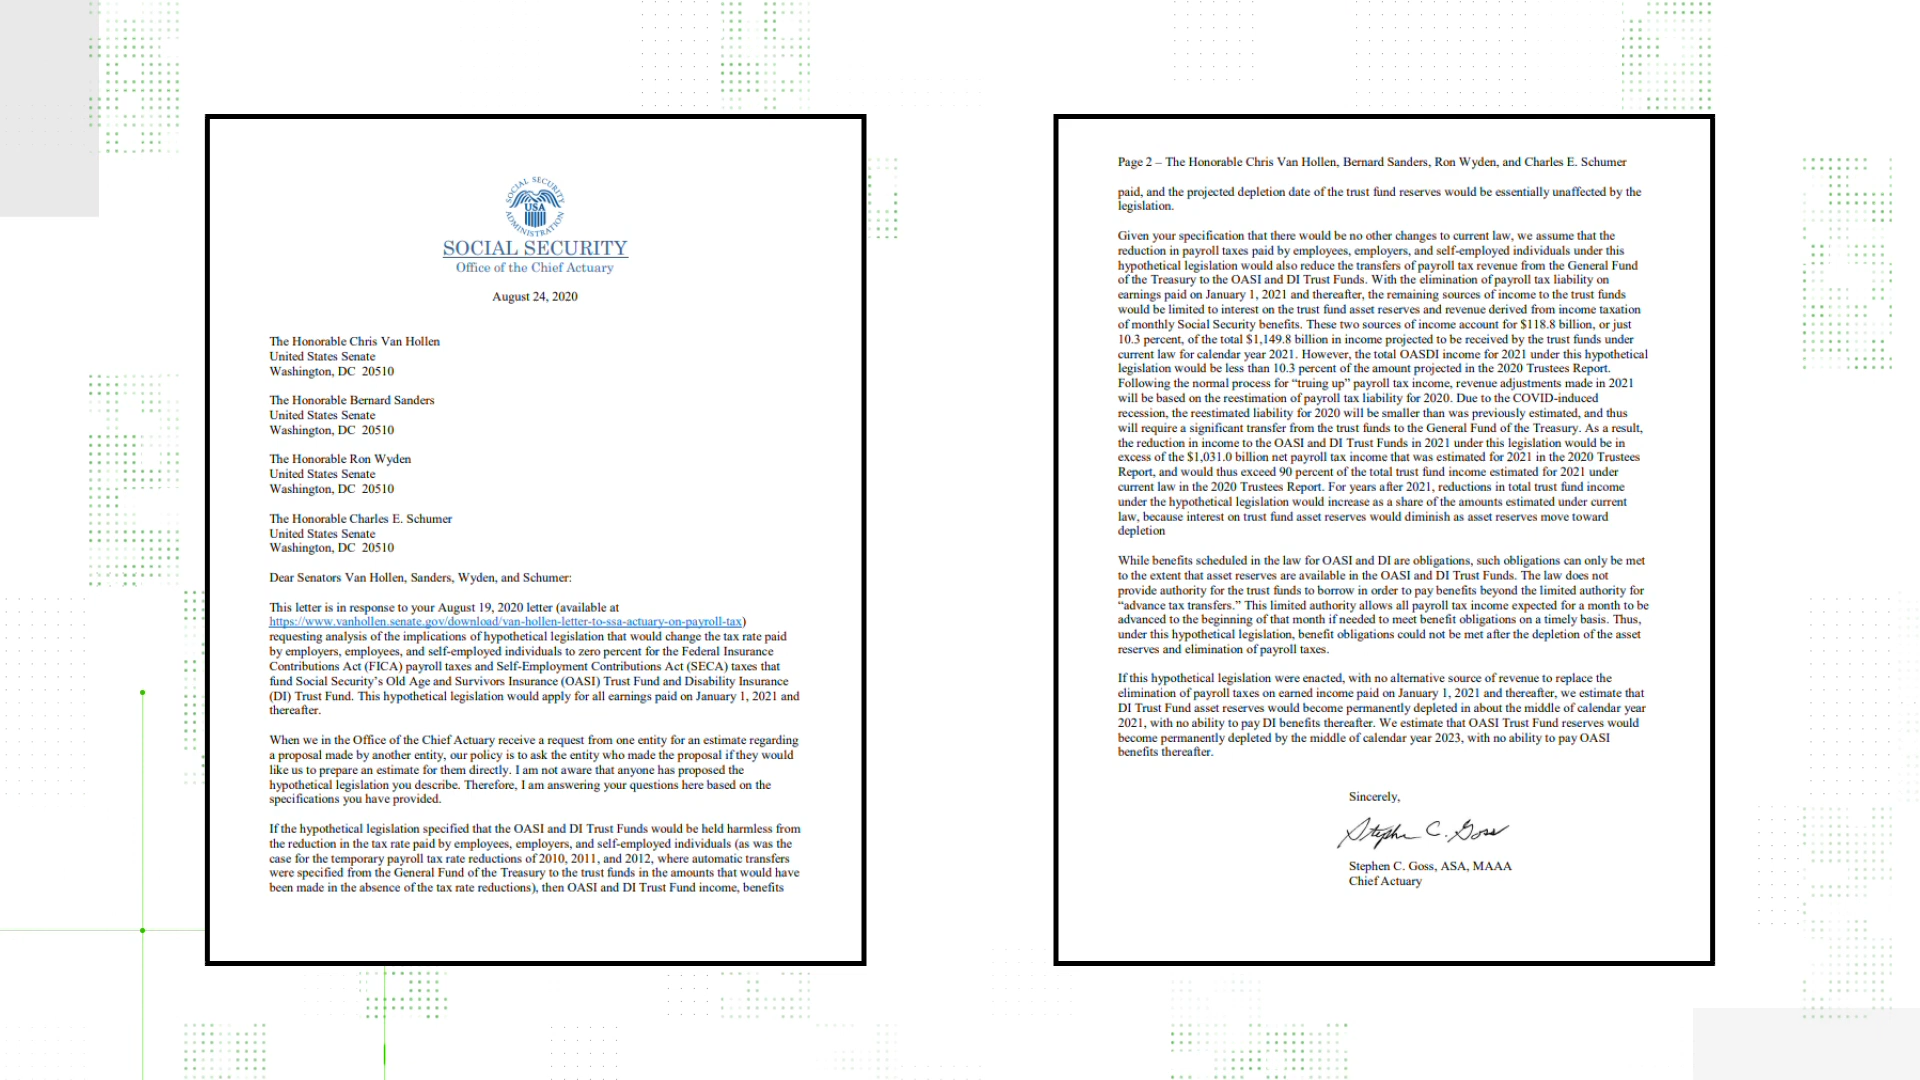 SOCIAL SECURITY
ADMINISTRATION
USA
SOCIAL SECURITY
Office of the Chief Actuary
August 24, 2020
The Honorable Chris Van Hollen
United States Senate
Washington, DC 20510
The Honorable Bernard Sanders
United States Senate
Washington, DC 20510
The Honorable Ron Wyden
United States Senate
Washington, DC 20510
The Honorable Charles E. Schumer
United States Senate
Washington, DC 20510
Dear Senators Van Hollen, Sanders, Wyden, and Schumer:
This letter is in response to your August 19, 2020 letter (available at
https://www.vanhollen.senate.gov/download/van-hollen-letter-to-ssa-actuary-on-payroll-tax)
requesting analysis of the implications of hypothetical legislation that would change the tax rate paid
by employers, employees, and self-employed individuals to zero percent for the Federal Insurance
Contributions Act (FICA) payroll taxes and Self-Employment Contributions Act (SECA) taxes that
fund Social Security's Old Age and Survivors Insurance (OASI) Trust Fund and Disability Insurance
(DI) Trust Fund. This hypothetical legislation would apply for all earnings paid on January 1, 2021 and
thereafter.
When we in the Office of the Chief Actuary receive a request from one entity for an estimate regarding
a proposal made by another entity, our policy is to ask the entity who made the proposal if they would
like us to prepare an estimate for them directly. I am not aware that anyone has proposed the
hypothetical legislation you describe. Therefore, I am answering your questions here based on the
specifications you have provided.
If the hypothetical legislation specified that the OASI and DI Trust Funds would be held harmless from
the reduction in the tax rate paid by employees, employers, and self-employed individuals (as was the
case for the temporary payroll tax rate reductions of 2010, 2011, and 2012, where automatic transfers
were specified from the General Fund of the Treasury to the trust funds in the amounts that would have
been made in the absence of the tax rate reductions), then OASI and DI Trust Fund income, benefits
Page 2 – The Honorable Chris Van Hollen, Bernard Sanders, Ron Wyden, and Charles E. Schumer
paid, and the projected depletion date of the trust fund reserves would be essentially unaffected by the
legislation.
Given your specification that there would be no other changes to current law, we assume that the
reduction in payroll taxes paid by employees, employers, and self-employed individuals under this
hypothetical legislation would also reduce the transfers of payroll tax revenue from the General Fund
of the Treasury to the OASI and DI Trust Funds. With the elimination of payroll tax liability on
earnings paid on January 1, 2021 and thereafter, the remaining sources of income to the trust funds
would be limited to interest on the trust fund asset reserves and revenue derived from income taxation
of monthly Social Security benefits. These two sources of income account for $118.8 billion, or just
10.3 percent, of the total $1,149.8 billion in income projected to be received by the trust funds under
current law for calendar year 2021. However, the total OASDI income for 2021 under this hypothetical
legislation would be less than 10.3 percent of the amount projected in the 2020 Trustees Report.
Following the normal process for “truing up” payroll tax income, revenue adjustments made in 2021
will be based on the reestimation of payroll tax liability for 2020. Due to the COVID-induced
recession, the reestimated liability for 2020 will be smaller than was previously estimated, and thus
will require a significant transfer from the trust funds to the General Fund of the Treasury. As a result,
the reduction in income to the OASI and DI Trust Funds in 2021 under this legislation would be in
excess of the $1,031.0 billion net payroll tax income that was estimated for 2021 in the 2020 Trustees
Report, and would thus exceed 90 percent of the total trust fund income estimated for 2021 under
current law in the 2020 Trustees Report. For years after 2021, reductions in total trust fund income
under the hypothetical legislation would increase as a share of the amounts estimated under current
law, because interest on trust fund asset reserves would diminish as asset reserves move toward
depletion
While benefits scheduled in the law for OASI and DI are obligations, such obligations can only be met
to the extent that asset reserves are available in the OASI and DI Trust Funds. The law does not
provide authority for the trust funds to borrow in order to pay benefits beyond the limited authority for
“advance tax transfers.” This limited authority allows all payroll tax income expected for a month to be
advanced to the beginning of that month if needed to meet benefit obligations on a timely basis. Thus,
under this hypothetical legislation, benefit obligations could not be met after the depletion of the asset
reserves and elimination of payroll taxes.
If this hypothetical legislation were enacted, with no alternative source of revenue to replace the
elimination of payroll taxes on earned income paid on January 1, 2021 and thereafter, we estimate that
DI Trust Fund asset reserves would become permanently depleted in about the middle of calendar year
2021, with no ability to pay DI benefits thereafter. We estimate that OASI Trust Fund reserves would
become permanently depleted by the middle of calendar year 2023, with no ability to pay OASI
benefits thereafter.
Sincerely,
Stephen C. Goss
Stephen C. Goss, ASA, MAAA
Chief Actuary